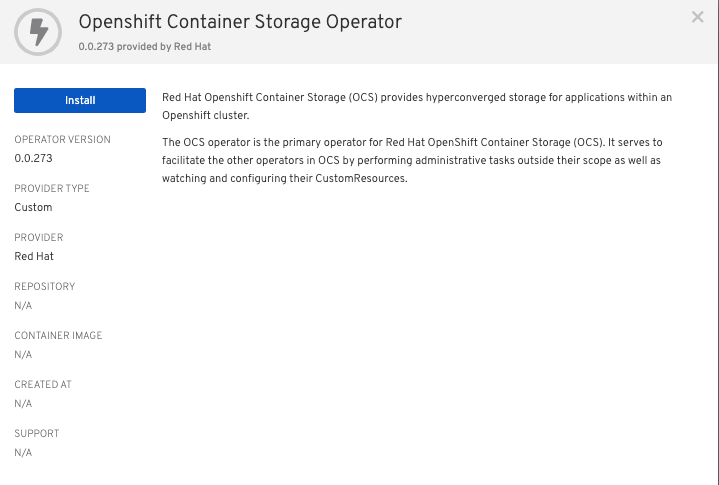 Openshift Container Storage Operator
0.0.273 provided by Red Hat
Install
OPERATOR VERSION
0.0.273
PROVIDER TYPE
Custom
PROVIDER
Red Hat
REPOSITORY
N/A
CONTAINER IMAGE
N/A
CREATED AT
N/A
SUPPORT
N/A
Red Hat Openshift Container Storage (OCS) provides hyperconverged storage for applications within an
Openshift cluster.
The OCS operator is the primary operator for Red Hat OpenShift Container Storage (OCS). It serves to
facilitate the other operators in OCS by performing administrative tasks outside their scope as well as
watching and configuring their CustomResources.